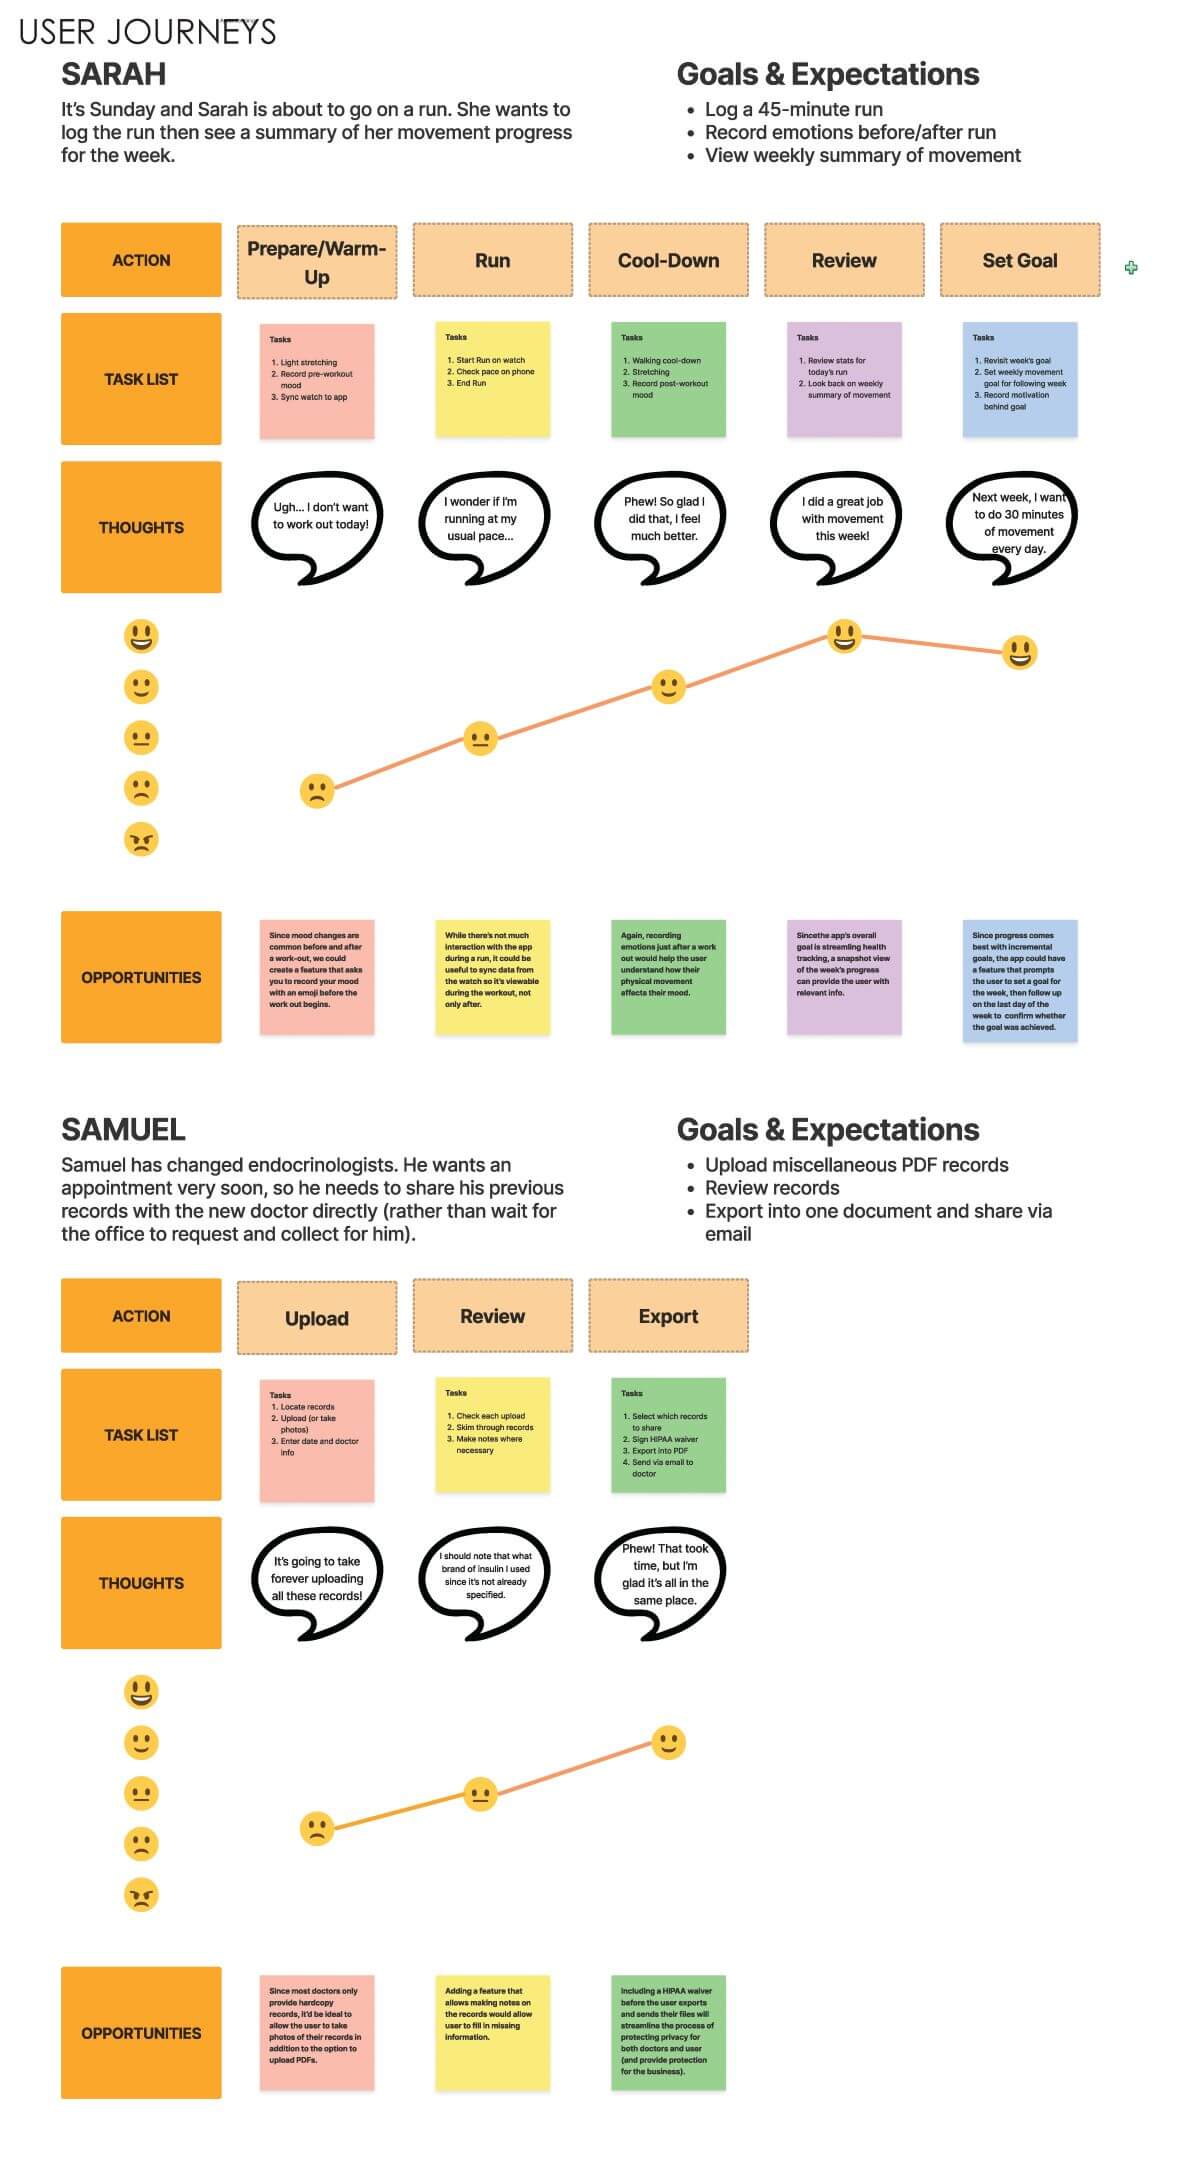 USER JOURNEYS
SARAH
It's Sunday and Sarah is about to go on a run. She wants to
log the run then see a summary of her movement progress
for the week.
Goals & Expectations
• Log a 45-minute run
• Record emotions before/after run
• View weekly summary of movement
ACTION
Prepare/Warm-
Up
Run
Cool-Down
Review
Set Goal
TASK LIST
Tasks
1. Light stretching
2. Record pre-workout
mood
3. Sync watch to app
Tasks
1. Start Run on watch
2. Check pace on phone
3. End Run
Tasks
1. Walking cool-down
2. Stretching
3. Record post-workout
mood
Tasks
1. Review stats for
today's run
2. Look back on weekly
summary of movement
Tasks
1. Revisit week's goal
2. Set weekly movement
goal for following week
3. Record motivation
behind goal
THOUGHTS
Ugh... I don't want
to work out today!
I wonder if I'm
running at my
usual pace...
Phew! So glad I
did that, I feel
much better.
I did a great job
with movement
this week!
Next week, I want
to do 30 minutes
of movement
every day.
OPPORTUNITIES
Since mood changes are
common before and after
a work-out, we could
create a feature that asks
you to record your mood
with an emoji before the
work out begins.
While there's not much
interaction with the app
during a run, it could be
useful to sync data from
the watch so it's viewable
during the workout, not
only after.
Again, recording
emotions just after a work
out would help the user
understand how their
physical movement
affects their mood.
Sincethe app's overall
goal is streamling health
tracking, a snapshot view
of the week's progress
can provide the user with
relevant info.
Since progress comes
best with incremental
goals, the app could have
a feature that prompts
the user to set a goal for
the week, then follow up
on the last day of the
week to confirm whether
the goal was achieved.
SAMUEL
Samuel has changed endocrinologists. He wants an
appointment very soon, so he needs to share his previous
records with the new doctor directly (rather than wait for
the office to request and collect for him).
Goals & Expectations
• Upload miscellaneous PDF records
• Review records
• Export into one document and share via
email
ACTION
Upload
Review
Export
TASK LIST
Tasks
1. Locate records
2. Upload (or take
photos)
3. Enter date and doctor
info
Tasks
1. Check each upload
2. Skim through records
3. Make notes where
necessary
Tasks
1. Select which records
to share
2. Sign HIPAA waiver
3. Export into PDF
4. Send via email to
doctor
THOUGHTS
It's going to take
forever uploading
all these records!
I should note that what
brand of insulin I used
since it's not already
specified.
Phew! That took
time, but I'm
glad it's all in the
same place.
OPPORTUNITIES
Since most doctors only
provide hardcopy
records, it'd be ideal to
allow the user to take
photos of their records in
addition to the option to
upload PDFs.
Adding a feature that
allows making notes on
the records would allow
user to fill in missing
information.
Including a HIPAA waiver
before the user exports
and sends their files will
streamline the process of
protecting privacy for
both doctors and user
(and provide protection
for the business).